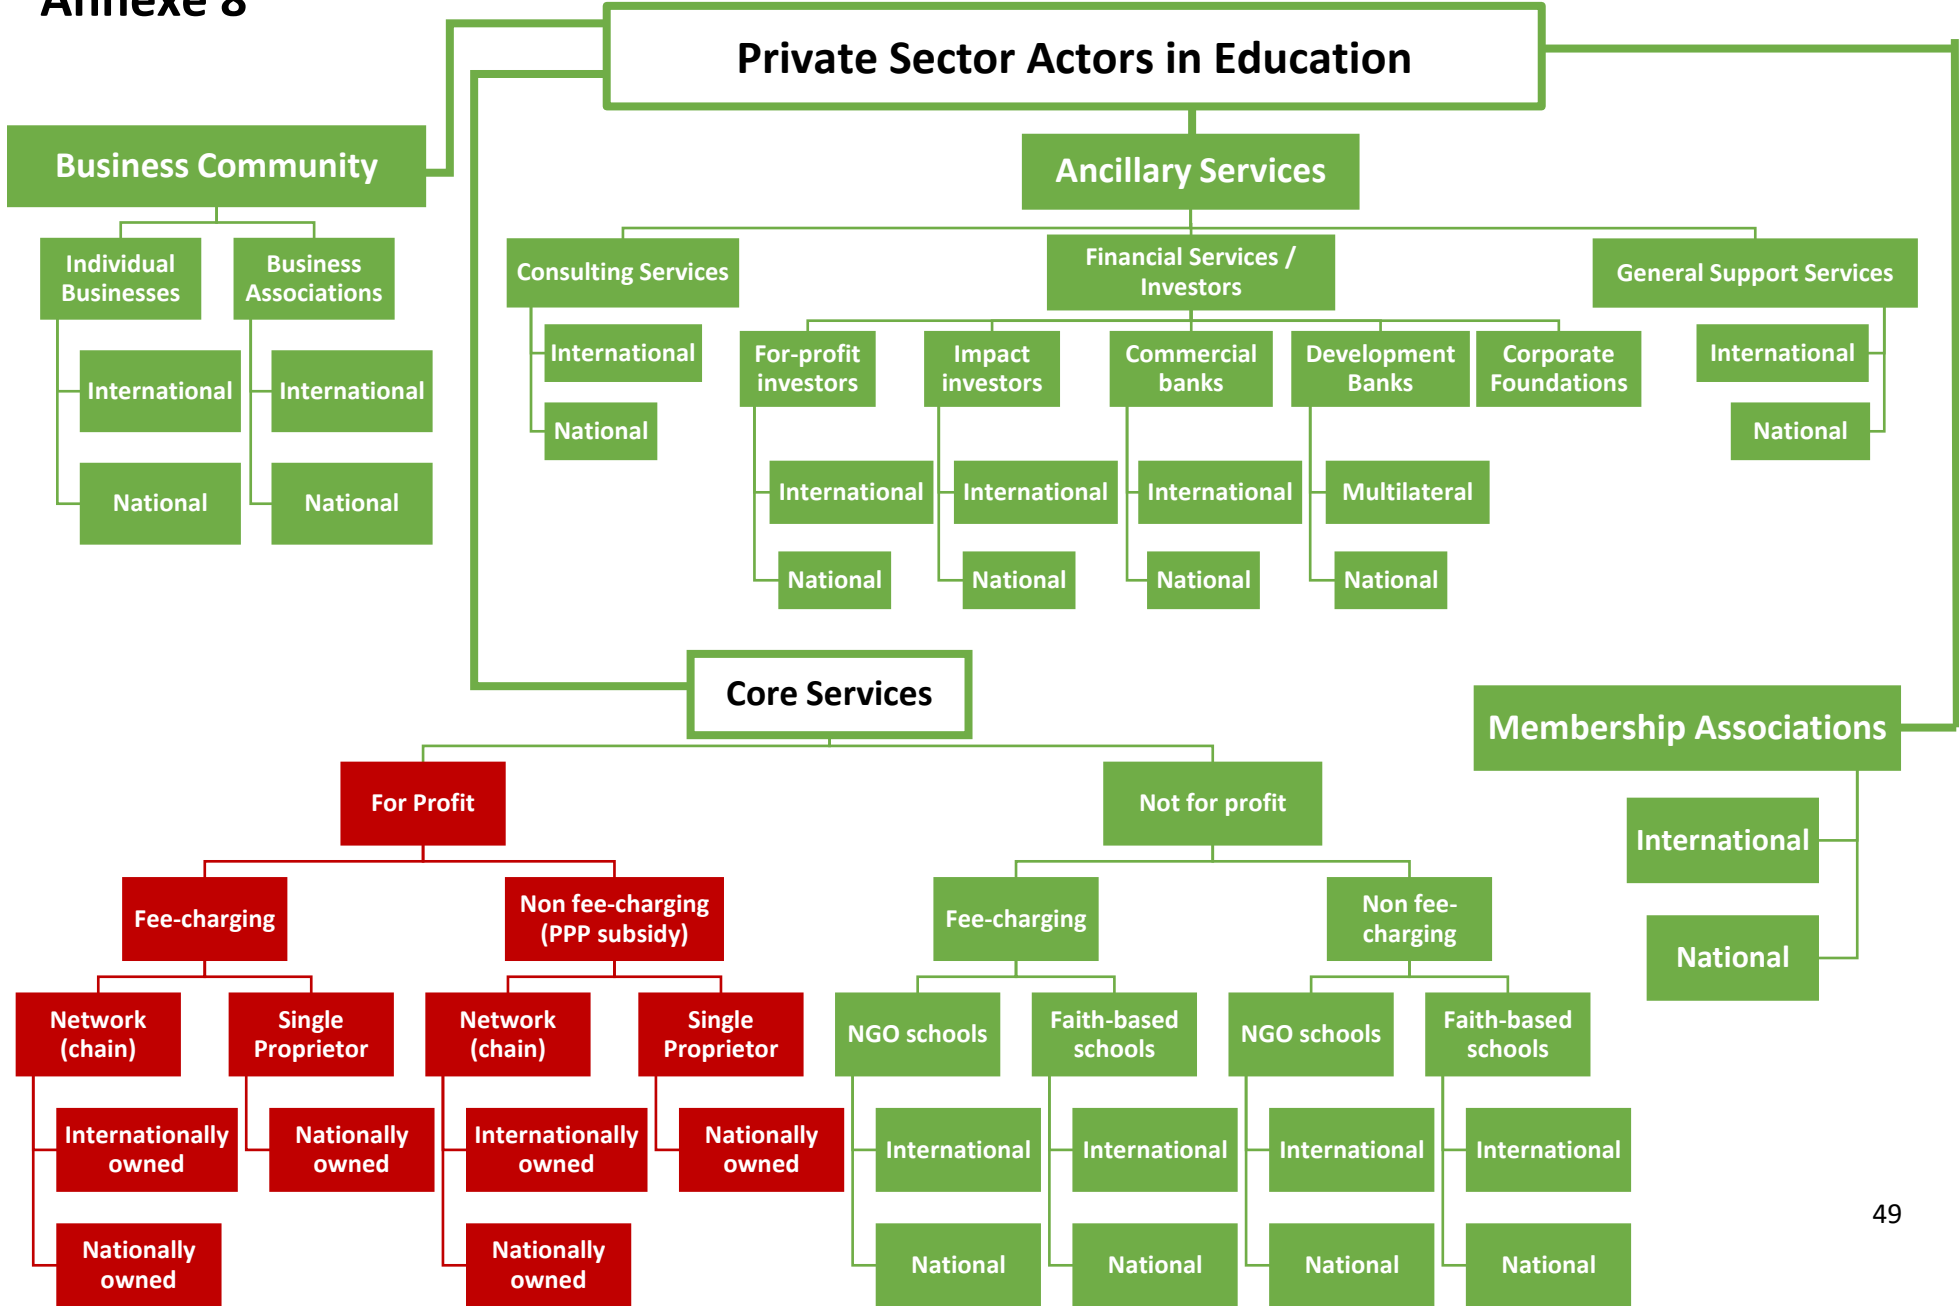 Annexe 8
Private Sector Actors in Education
Business Community
Individual
Businesses
International
National
Business
Associations
International
National
Ancillary Services
Consulting Services
International
National
Financial Services /
Investors
For-profit
investors
International
National
Impact
investors
International
National
Commercial
banks
International
National
Development
Banks
Multilateral
National
Corporate
Foundations
General Support Services
International
National
Core Services
For Profit
Fee-charging
Network
(chain)
Internationally
owned
Nationally
owned
Single
Proprietor
Nationally
owned
Non fee-charging
(PPP subsidy)
Network
(chain)
Internationally
owned
Nationally
owned
Single
Proprietor
Nationally
owned
Not for profit
Fee-charging
NGO schools
International
National
Faith-based
schools
International
National
Non fee-
charging
NGO schools
International
National
Faith-based
schools
International
National
Membership Associations
International
National
49